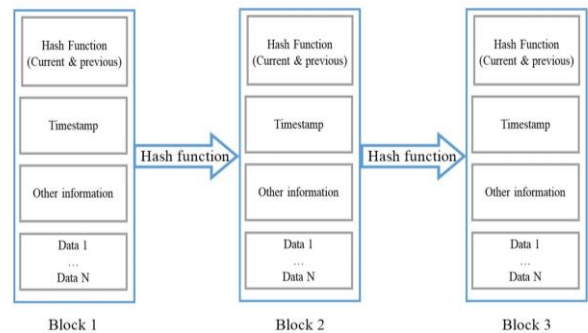 Hash Function
(Current & previous)
Timestamp
Other information
Data 1
...
Data N
Block 1
Hash function
Hash Function
(Current & previous)
Timestamp
Other information
Data 1
...
Data N
Block 2
Hash function
Hash Function
(Current & previous)
Timestamp
Other information
Data 1
...
Data N
Block 3